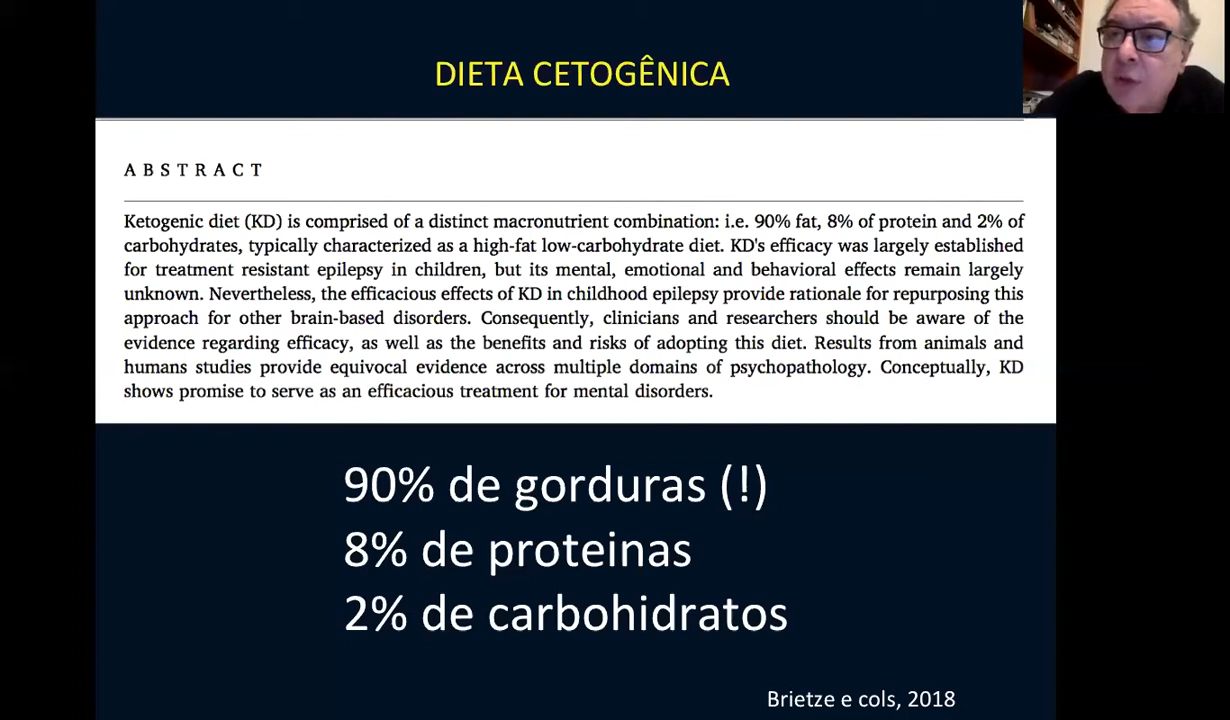 DIETA CETOGÊNICA
ABSTRACT
Ketogenic diet (KD) is comprised of a distinct macronutrient combination: i.e. 90% fat, 8% of protein and 2% of
carbohydrates, typically characterized as a high-fat low-carbohydrate diet. KD's efficacy was largely established
for treatment resistant epilepsy in children, but its mental, emotional and behavioral effects remain largely
unknown. Nevertheless, the efficacious effects of KD in childhood epilepsy provide rationale for repurposing this
approach for other brain-based disorders. Consequently, clinicians and researchers should be aware of the
evidence regarding efficacy, as well as the benefits and risks of adopting this diet. Results from animals and
humans studies provide equivocal evidence across multiple domains of psychopathology. Conceptually, KD
shows promise to serve as an efficacious treatment for mental disorders.
90% de gorduras (!)
8% de proteinas
2% de carbohidratos
Brietze e cols, 2018